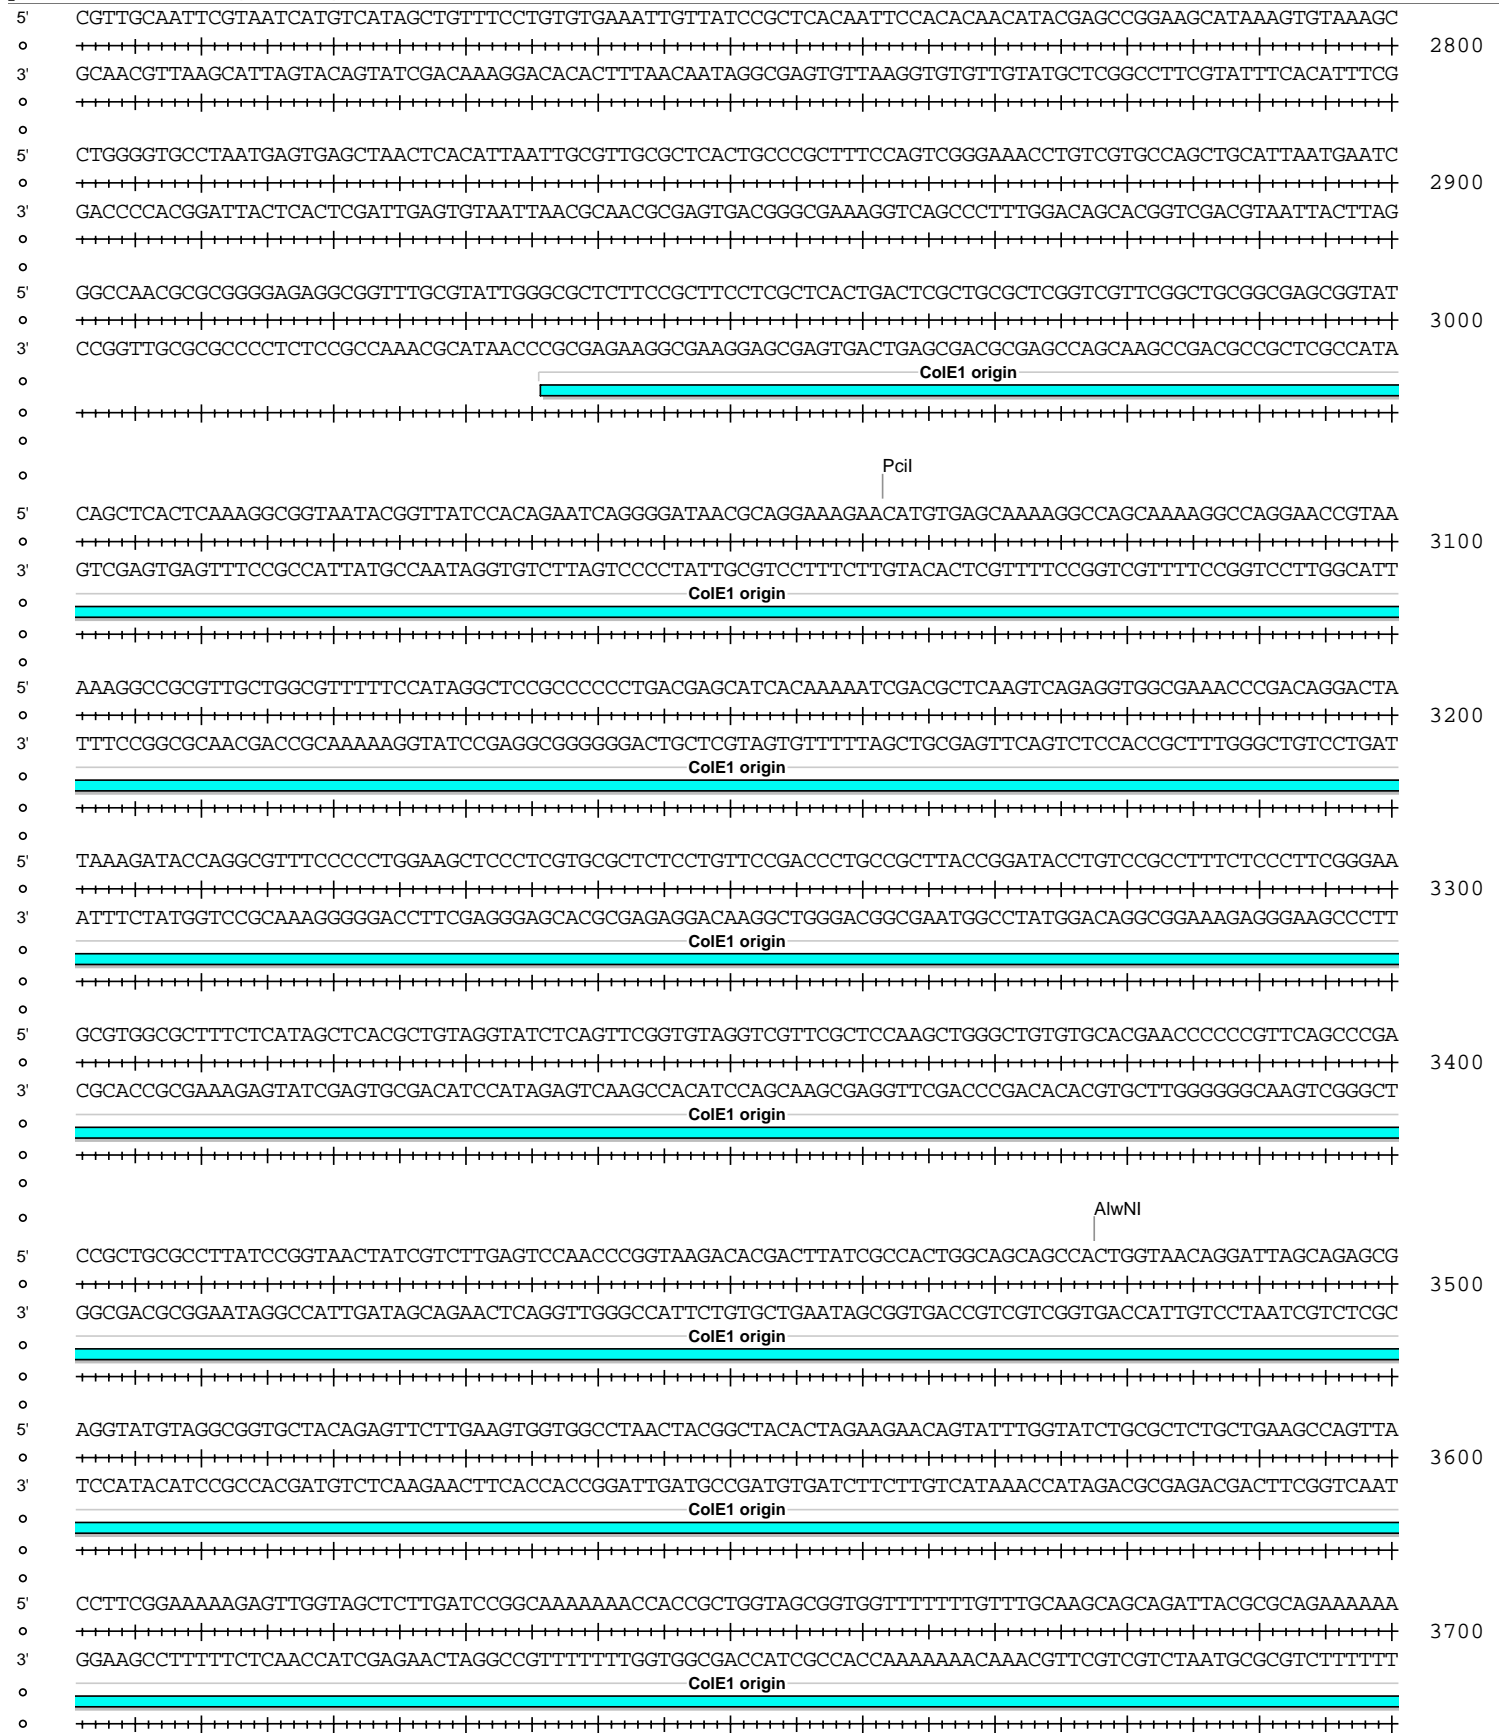 5' CGTTGCAATTCGTAATCATGTCATAGCTGTTTCCTGTGTGAAATTGTTATCCGCTCACAATTCCACACAACATACGAGCCGGAAGCATAAAGTGTAAAGC
2800
3' GCAACGTTAAGCATTAGTACAGTATCGACAAAGGACACACTTTAACAATAGGCGAGTGTTAAGGTGTGTTGTATGCTCGGCCTTCGTATTTCACATTTCG
5' CTGGGGTGCCTAATGAGTGAGCTAACTCACATTAATTGCGTTGCGCTCACTGCCCGCTTTCCAGTCGGGAAACCTGTCGTGCCAGCTGCATTAATGAATC
2900
3' GACCCCACGGATTACTCACTCGATTGAGTGTAATTAACGCAACGCGAGTGACGGGCGAAAGGTCAGCCCTTTGGACAGCACGGTCGACGTAATTACTTAG
5' GGCCAACGCGCGGGGAGAGGCGGTTTGCGTATTGGGCGCTCTTCCGCTTCCTCGCTCACTGACTCGCTGCGCTCGGTCGTTCGGCTGCGGCGAGCGGTAT
3000
3' CCGGTTGCGCGCCCCTCTCCGCCAAACGCATAACCCGCGAGAAGGCGAAGGAGCGAGTGACTGAGCGACGCGAGCCAGCAAGCCGACGCCGCTCGCCATA
ColE1 origin
PciI
5' CAGCTCACTCAAAGGCGGTAATACGGTTATCCACAGAATCAGGGGATAACGCAGGAAAGAACATGTGAGCAAAAGGCCAGCAAAAGGCCAGGAACCGTAA
3100
3' GTCGAGTGAGTTTCCGCCATTATGCCAATAGGTGTCTTAGTCCCCTATTGCGTCCTTTCTTGTACACTCGTTTTCCGGTCGTTTTCCGGTCCTTGGCATT
ColE1 origin
5' AAAGGCCGCGTTGCTGGCGTTTTTCCATAGGCTCCGCCCCCCTGACGAGCATCACAAAAATCGACGCTCAAGTCAGAGGTGGCGAAACCCGACAGGACTA
3200
3' TTTCCGGCGCAACGACCGCAAAAAGGTATCCGAGGCGGGGGGACTGCTCGTAGTGTTTTTAGCTGCGAGTTCAGTCTCCACCGCTTTGGGCTGTCCTGAT
ColE1 origin
5' TAAAGATACCAGGCGTTTCCCCCTGGAAGCTCCCTCGTGCGCTCTCCTGTTCCGACCCTGCCGCTTACCGGATACCTGTCCGCCTTTCTCCCTTCGGGAA
3300
3' ATTTCTATGGTCCGCAAAGGGGGACCTTCGAGGGAGCACGCGAGAGGACAAGGCTGGGACGGCGAATGGCCTATGGACAGGCGGAAAGAGGGAAGCCCTT
ColE1 origin
5' GCGTGGCGCTTTCTCATAGCTCACGCTGTAGGTATCTCAGTTCGGTGTAGGTCGTTCGCTCCAAGCTGGGCTGTGTGCACGAACCCCCCGTTCAGCCCGA
3400
3' CGCACCGCGAAAGAGTATCGAGTGCGACATCCATAGAGTCAAGCCACATCCAGCAAGCGAGGTTCGACCCGACACACGTGCTTGGGGGGCAAGTCGGGCT
ColE1 origin
AlwNI
5' CCGCTGCGCCTTATCCGGTAACTATCGTCTTGAGTCCAACCCGGTAAGACACGACTTATCGCCACTGGCAGCAGCCACTGGTAACAGGATTAGCAGAGCG
3500
3' GGCGACGCGGAATAGGCCATTGATAGCAGAACTCAGGTTGGGCCATTCTGTGCTGAATAGCGGTGACCGTCGTCGGTGACCATTGTCCTAATCGTCTCGC
ColE1 origin
5' AGGTATGTAGGCGGTGCTACAGAGTTCTTGAAGTGGTGGCCTAACTACGGCTACACTAGAAGAACAGTATTTGGTATCTGCGCTCTGCTGAAGCCAGTTA
3600
3' TCCATACATCCGCCACGATGTCTCAAGAACTTCACCACCGGATTGATGCCGATGTGATCTTCTTGTCATAAACCATAGACGCGAGACGACTTCGGTCAAT
ColE1 origin
5' CCTTCGGAAAAAGAGTTGGTAGCTCTTGATCCGGCAAAAAAACCACCGCTGGTAGCGGTGGTTTTTTTGTTTGCAAGCAGCAGATTACGCGCAGAAAAAA
3700
3' GGAAGCCTTTTTCTCAACCATCGAGAACTAGGCCGTTTTTTTGGTGGCGACCATCGCCACCAAAAAAACAAACGTTCGTCGTCTAATGCGCGTCTTTTTT
ColE1 origin